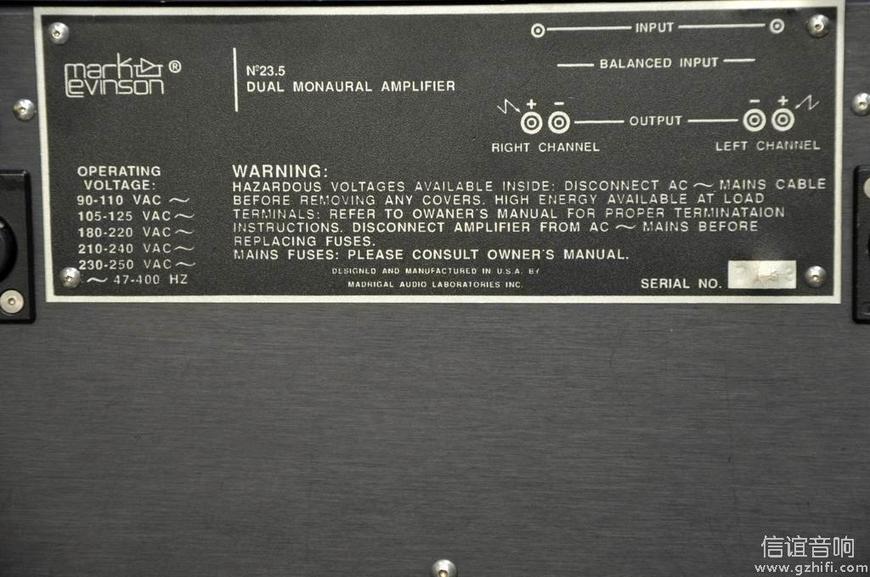 mark levinson ®
Nº23.5
DUAL MONAURAL AMPLIFIER
INPUT
BALANCED INPUT
+ − OUTPUT − +
RIGHT CHANNEL LEFT CHANNEL
OPERATING
VOLTAGE:
90-110 VAC ~
105-125 VAC ~
180-220 VAC ~
210-240 VAC ~
230-250 VAC ~
~ 47-400 HZ
WARNING:
HAZARDOUS VOLTAGES AVAILABLE INSIDE: DISCONNECT AC ~ MAINS CABLE
BEFORE REMOVING ANY COVERS. HIGH ENERGY AVAILABLE AT LOAD
TERMINALS: REFER TO OWANER'S MANUAL FOR PROPER TERMINATAION
INSTRUCTIONS. DISCONNECT AMPLIFIER FROM AC ~ MAINS BEFORE
REPLACING FUSES.
MAINS FUSES: PLEASE CONSULT OWNER'S MANUAL.
DESIGNED AND MANUFACTURED IN U.S.A. BY
MADRIGAL AUDIO LABORATORIES INC.
SERIAL NO.
信谊音响
www.gzhifi.com